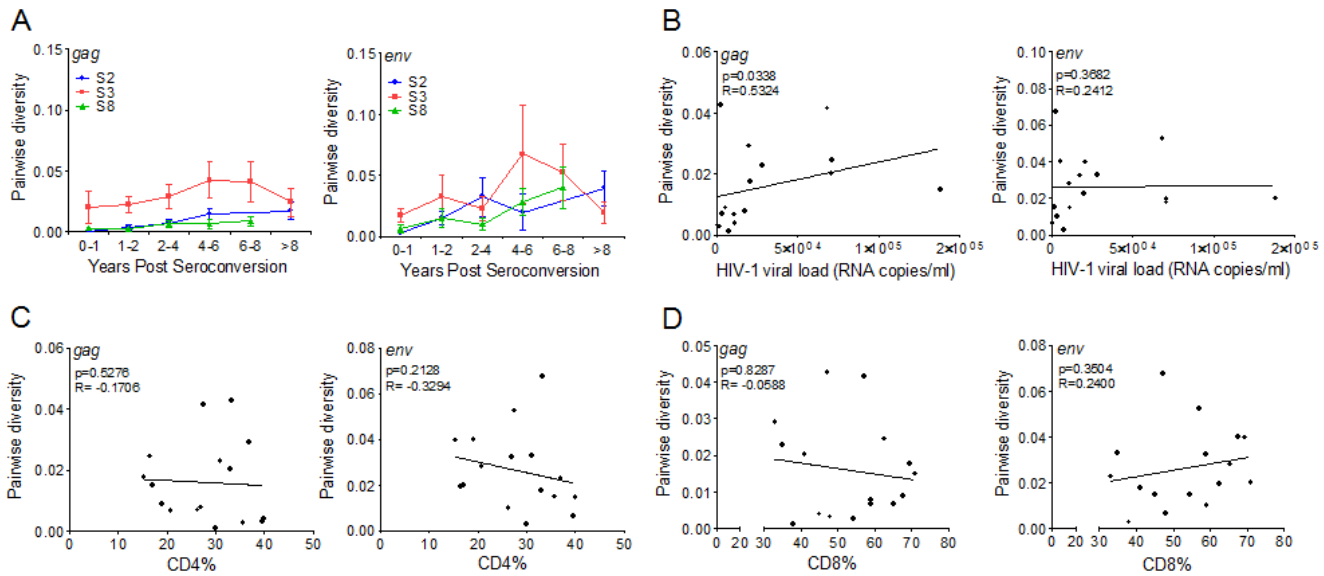 A
gag
S2
S3
S8
Pairwise diversity
0.15
0.10
0.05
0.00
0-1 1-2 2-4 4-6 6-8 >8
Years Post Seroconversion
env
S2
S3
S8
Pairwise diversity
0.15
0.10
0.05
0.00
0-1 1-2 2-4 4-6 6-8 >8
Years Post Seroconversion
B
gag
p=0.0338
R=0.5324
Pairwise diversity
0.06
0.04
0.02
0.00
0 5×10⁰⁴ 1×10⁰⁵ 2×10⁰⁵
HIV-1 viral load (RNA copies/ml)
env
p=0.3682
R=0.2412
Pairwise diversity
0.10
0.08
0.06
0.04
0.02
0.00
0 5×10⁰⁴ 1×10⁰⁵ 2×10⁰⁵
HIV-1 viral load (RNA copies/ml)
C
gag
p=0.5276
R= -0.1706
Pairwise diversity
0.06
0.04
0.02
0.00
0 10 20 30 40 50
CD4%
env
p=0.2128
R= -0.3294
Pairwise diversity
0.08
0.06
0.04
0.02
0.00
0 10 20 30 40 50
CD4%
D
gag
p=0.8287
R= -0.0588
Pairwise diversity
0.05
0.04
0.03
0.02
0.01
0.00
0 20 30 40 50 60 70 80
CD8%
env
p=0.3504
R=0.2400
Pairwise diversity
0.08
0.06
0.04
0.02
0.00
0 20 30 40 50 60 70 80
CD8%